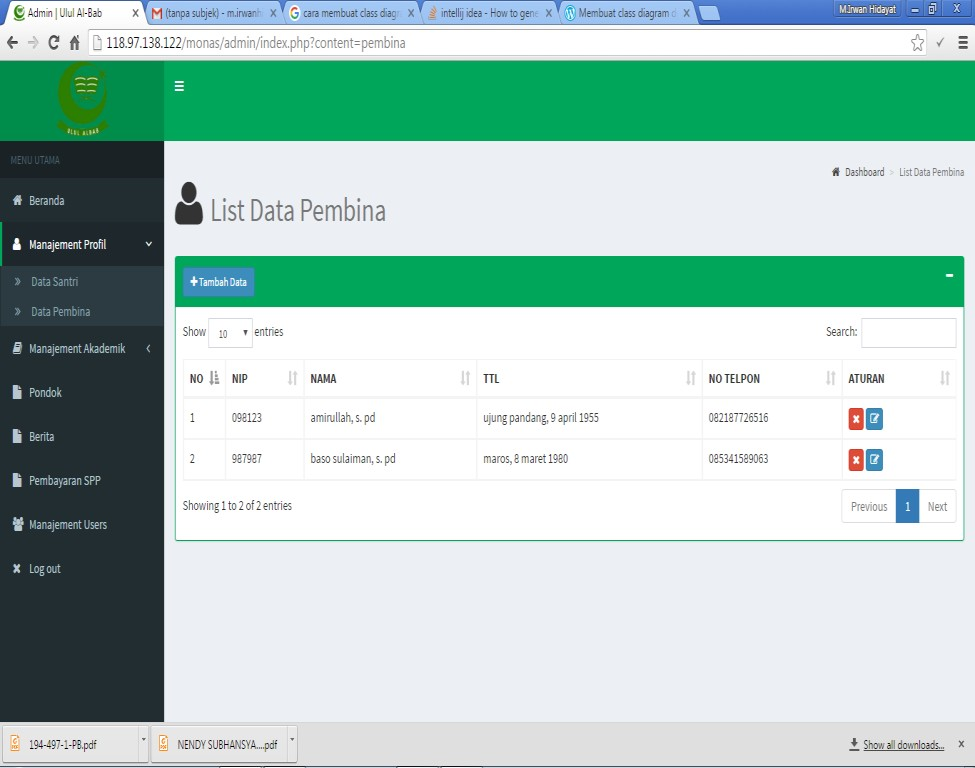 Admin | Ulul Al-Bab
(tanpa subjek) - m.irwanh
cara membuat class diagr
intellij idea - How to gene
Membuat class diagram d
M.Irwan Hidayat
118.97.138.122/monas/admin/index.php?content=pembina
ULUL ALBAB
MENU UTAMA
Beranda
Manajement Profil
Data Santri
Data Pembina
Manajement Akademik
Pondok
Berita
Pembayaran SPP
Manajement Users
Log out
Dashboard > List Data Pembina
List Data Pembina
Tambah Data
Show 10 entries
Search:
NO NIP NAMA TTL NO TELPON ATURAN
1 098123 amirullah, s. pd ujung pandang, 9 april 1955 082187726516
2 987987 baso sulaiman, s. pd maros, 8 maret 1980 085341589063
Showing 1 to 2 of 2 entries
Previous 1 Next
194-497-1-PB.pdf
NENDY SUBHANSYA....pdf
Show all downloads...